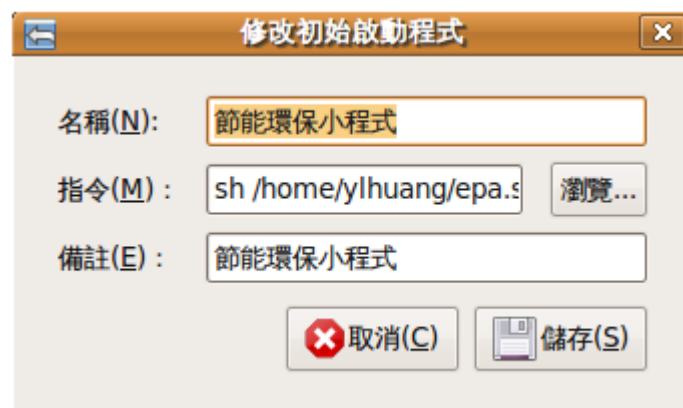 修改初始啟動程式
名稱(N): 節能環保小程式
指令(M)： sh /home/ylhuang/epa.s 瀏覽...
備註(E)： 節能環保小程式
取消(C) 儲存(S)